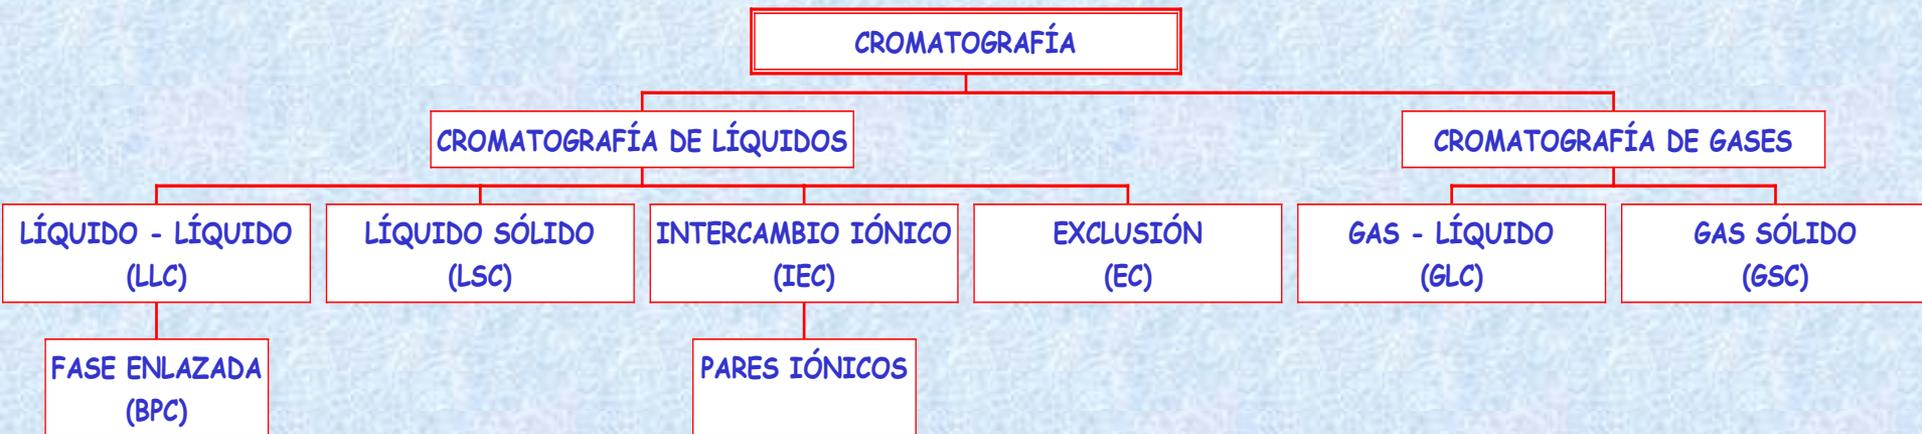 CROMATOGRAFÍA
CROMATOGRAFÍA DE LÍQUIDOS
CROMATOGRAFÍA DE GASES
LÍQUIDO - LÍQUIDO
(LLC)
LÍQUIDO SÓLIDO
(LSC)
INTERCAMBIO IÓNICO
(IEC)
EXCLUSIÓN
(EC)
GAS - LÍQUIDO
(GLC)
GAS SÓLIDO
(GSC)
FASE ENLAZADA
(BPC)
PARES IÓNICOS